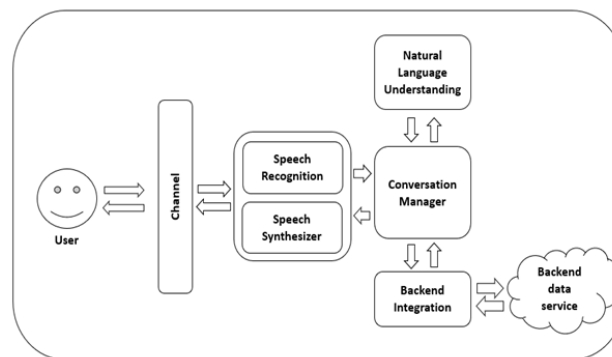 Natural
Language
Understanding
Speech
Recognition
Channel
Conversation
Manager
Speech
Synthesizer
User
Backend
Integration
Backend
data
service